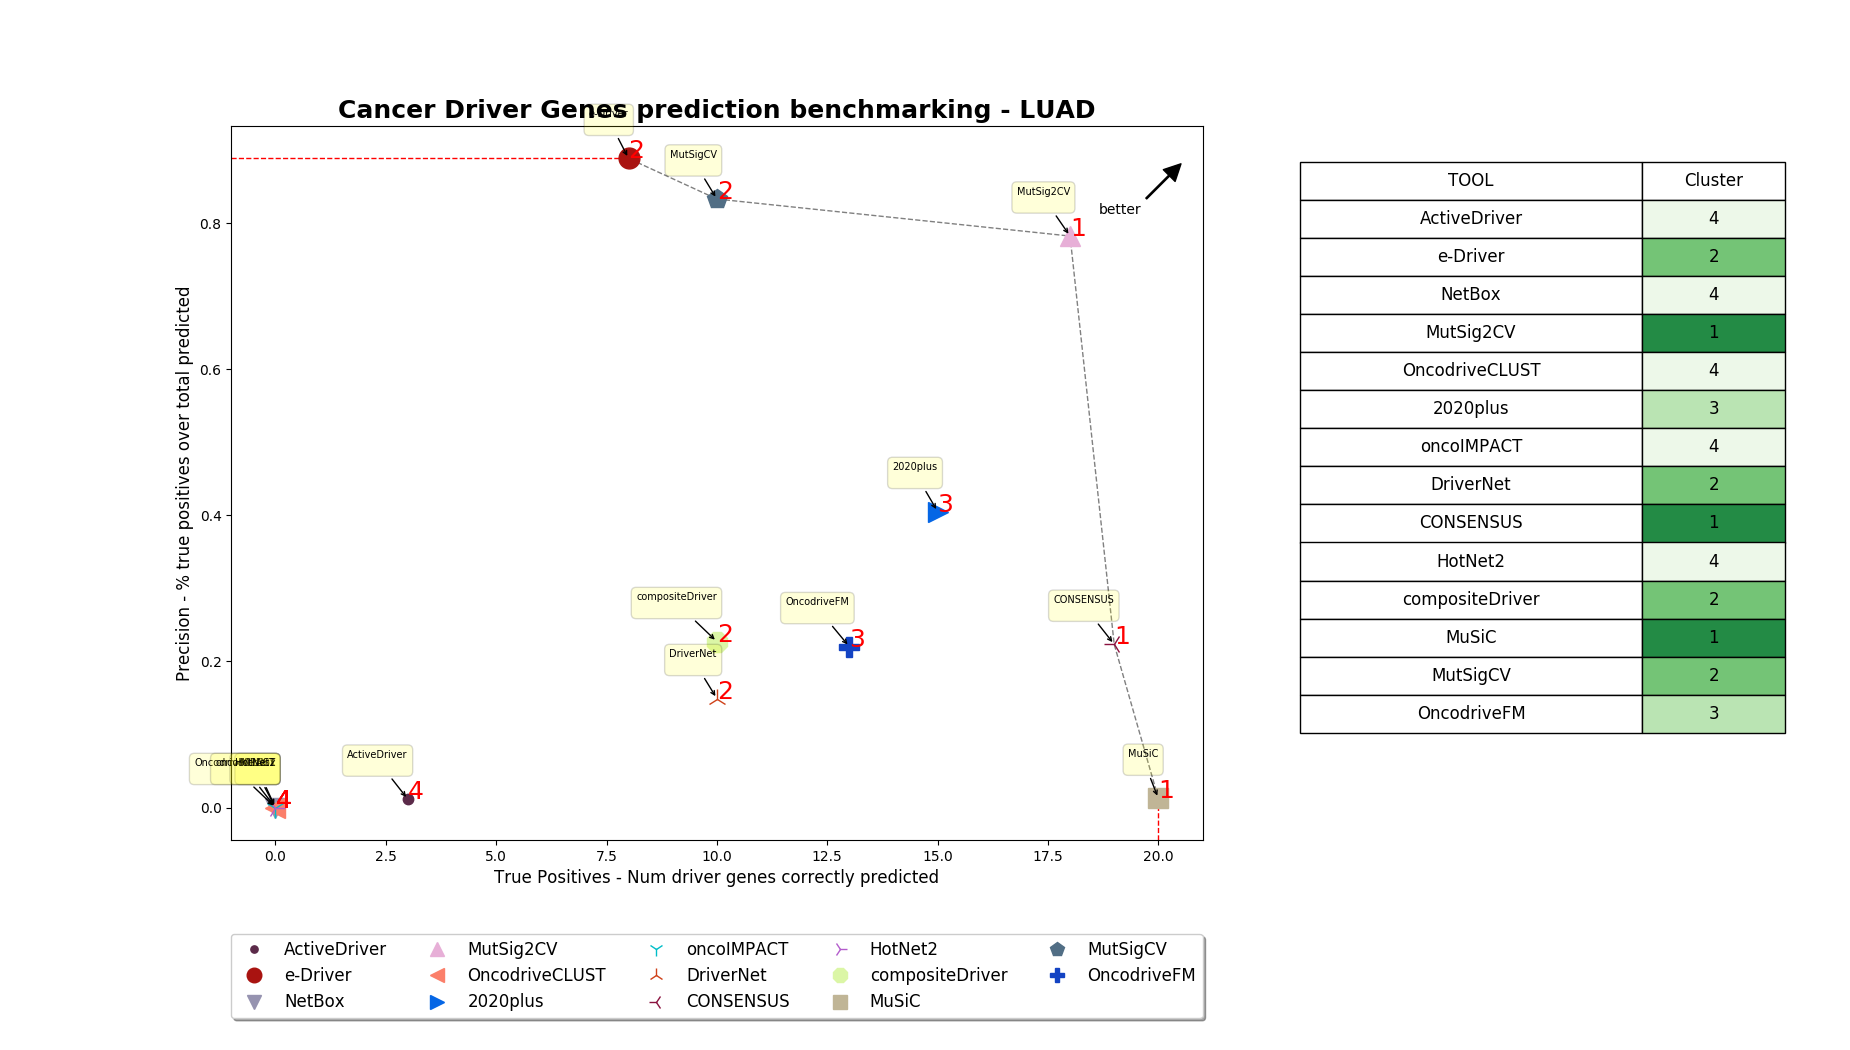 Cancer Driver Genes prediction benchmarking - LUAD
MutSigCV
MutSig2CV
2020plus
compositeDriver
OncodriveFM
CONSENSUS
DriverNet
ActiveDriver
MuSiC
2
2
1
3
2
3
1
2
4
4
1
better
Precision - % true positives over total predicted
0.8
0.6
0.4
0.2
0.0
0.0 2.5 5.0 7.5 10.0 12.5 15.0 17.5 20.0
True Positives - Num driver genes correctly predicted
ActiveDriver MutSig2CV oncoIMPACT HotNet2 MutSigCV
e-Driver OncodriveCLUST DriverNet compositeDriver OncodriveFM
NetBox 2020plus CONSENSUS MuSiC
TOOL Cluster
ActiveDriver 4
e-Driver 2
NetBox 4
MutSig2CV 1
OncodriveCLUST 4
2020plus 3
oncoIMPACT 4
DriverNet 2
CONSENSUS 1
HotNet2 4
compositeDriver 2
MuSiC 1
MutSigCV 2
OncodriveFM 3